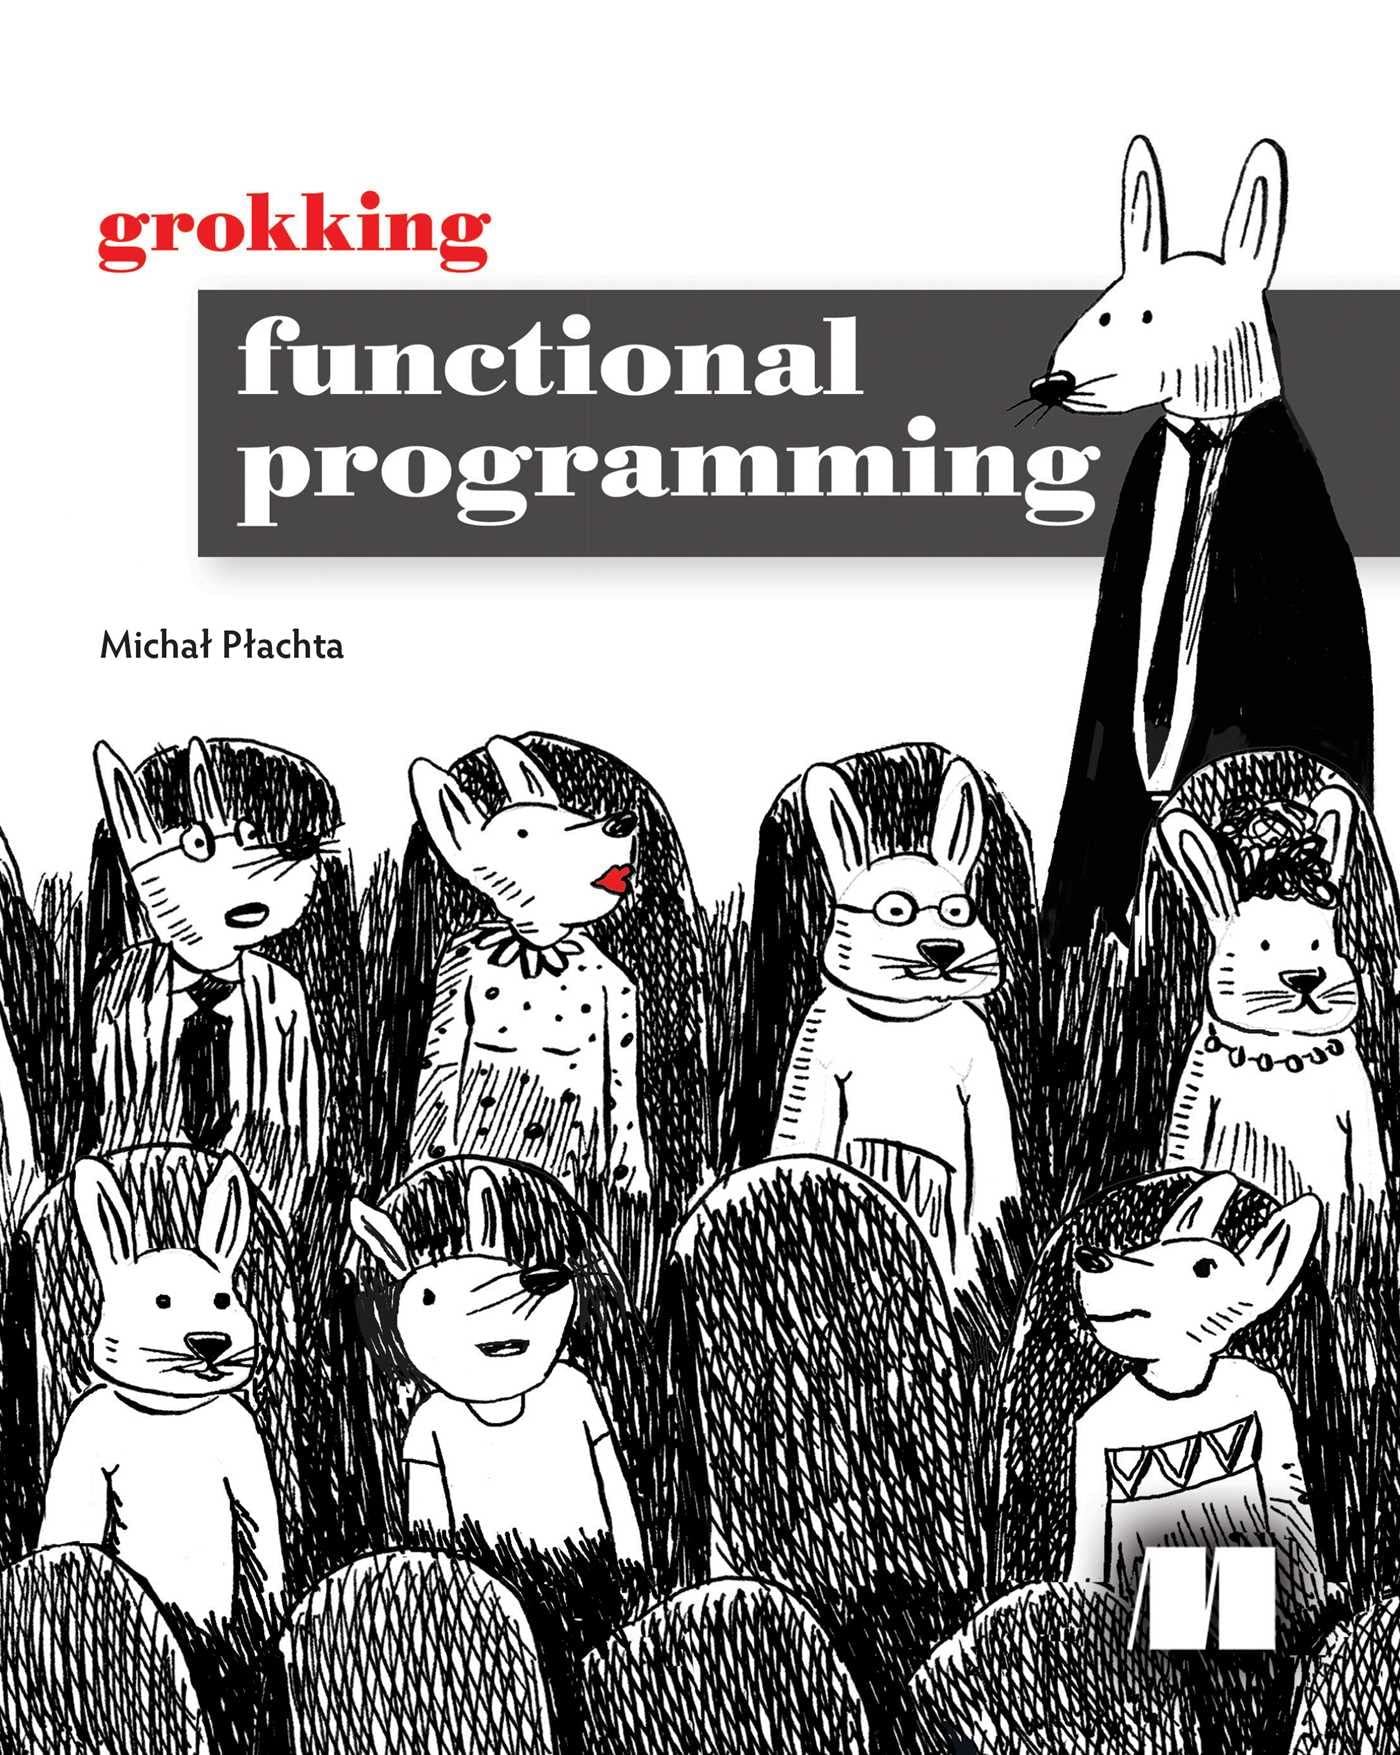 grokking
functional
programming
Michał Płachta